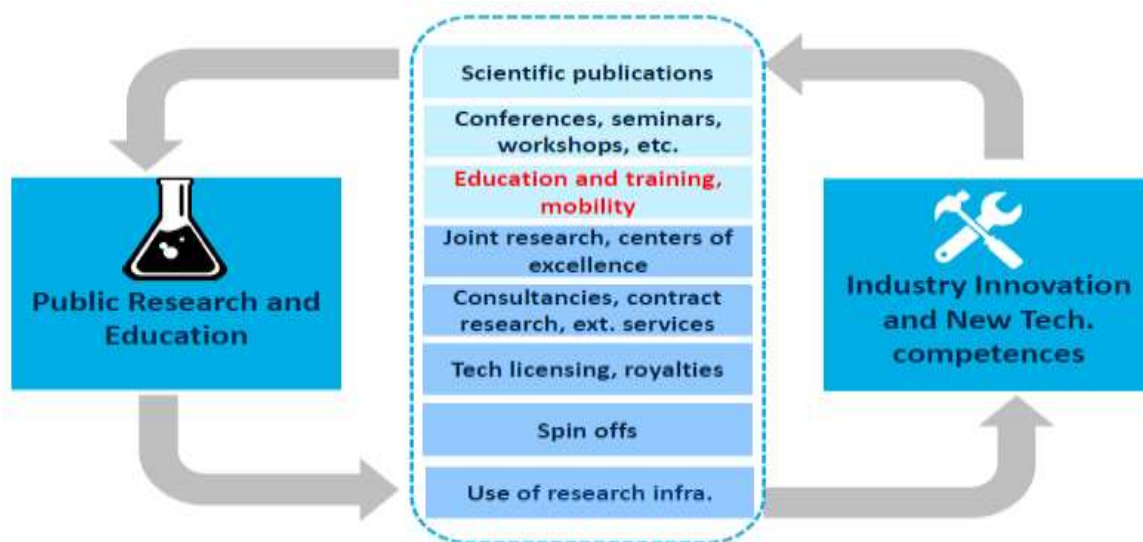 Scientific publications
Conferences, seminars,
workshops, etc.
Education and training,
mobility
Joint research, centers of
excellence
Consultancies, contract
research, ext. services
Tech licensing, royalties
Spin offs
Use of research infra.
Public Research and
Education
Industry Innovation
and New Tech.
competences